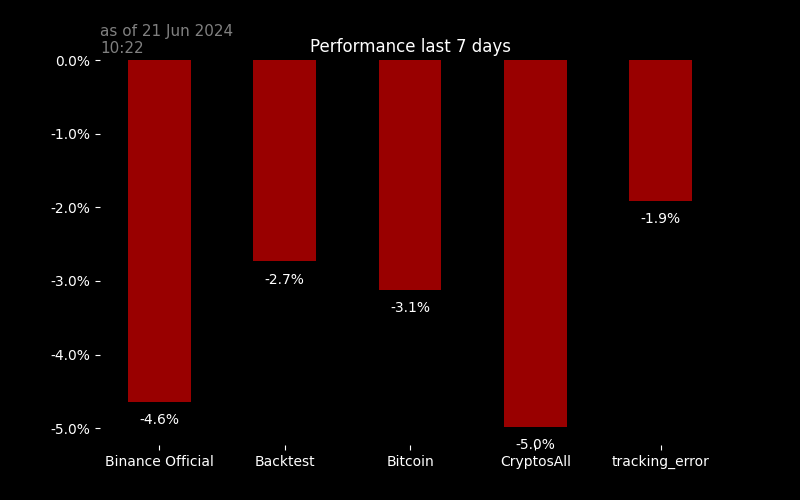 as of 21 Jun 2024
10:22
Performance last 7 days
0.0%
-1.0%
-2.0%
-3.0%
-4.0%
-5.0%
-4.6%
-2.7%
-3.1%
-5.0%
-1.9%
Binance Official
Backtest
Bitcoin
CryptosAll
tracking_error